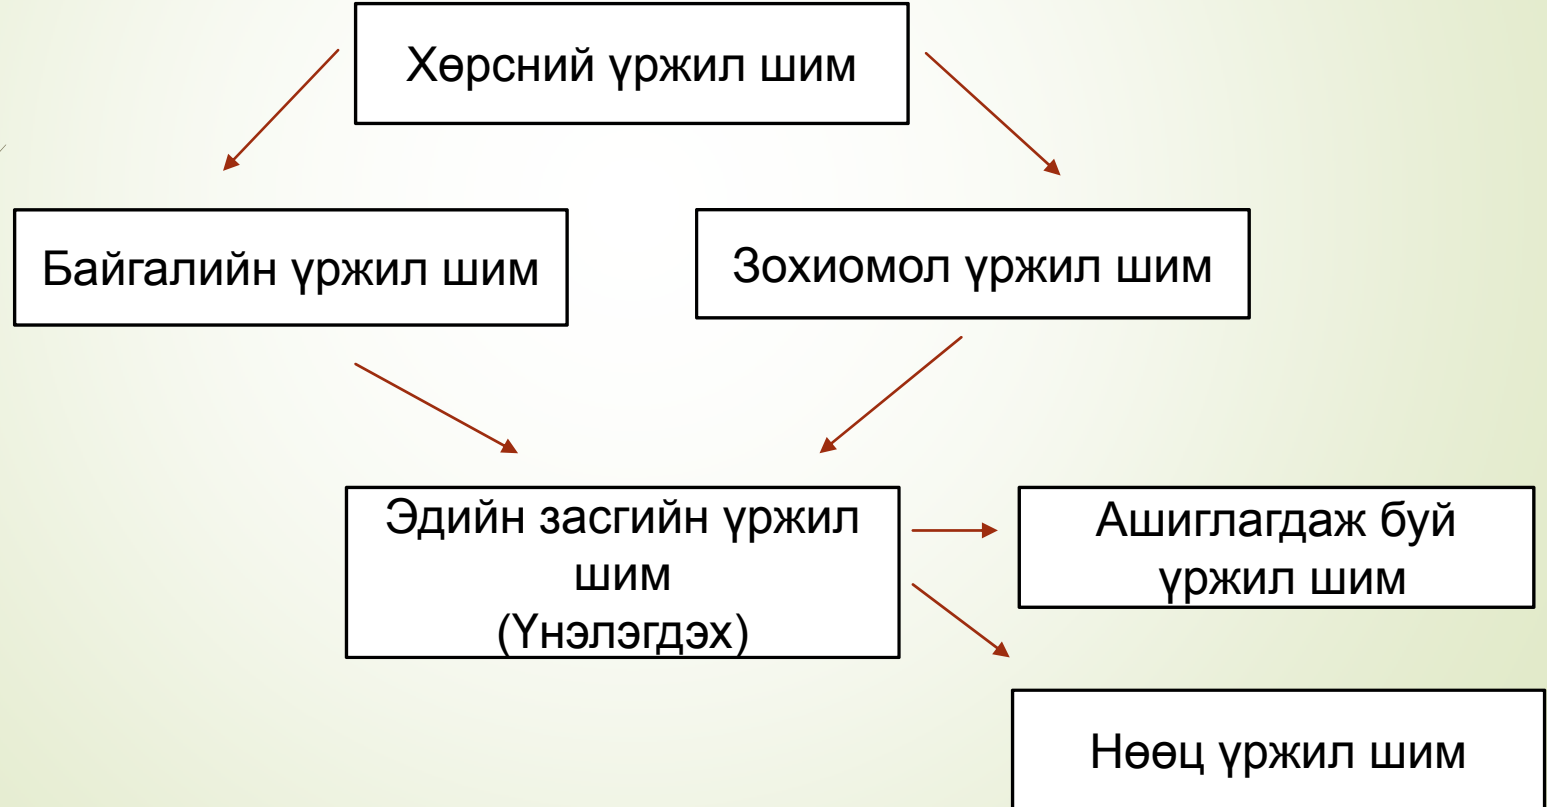 Хөрсний үржил шим
Байгалийн үржил шим
Зохиомол үржил шим
Эдийн засгийн үржил
шим
(Үнэлэгдэх)
Ашиглагдаж буй
үржил шим
Нөөц үржил шим